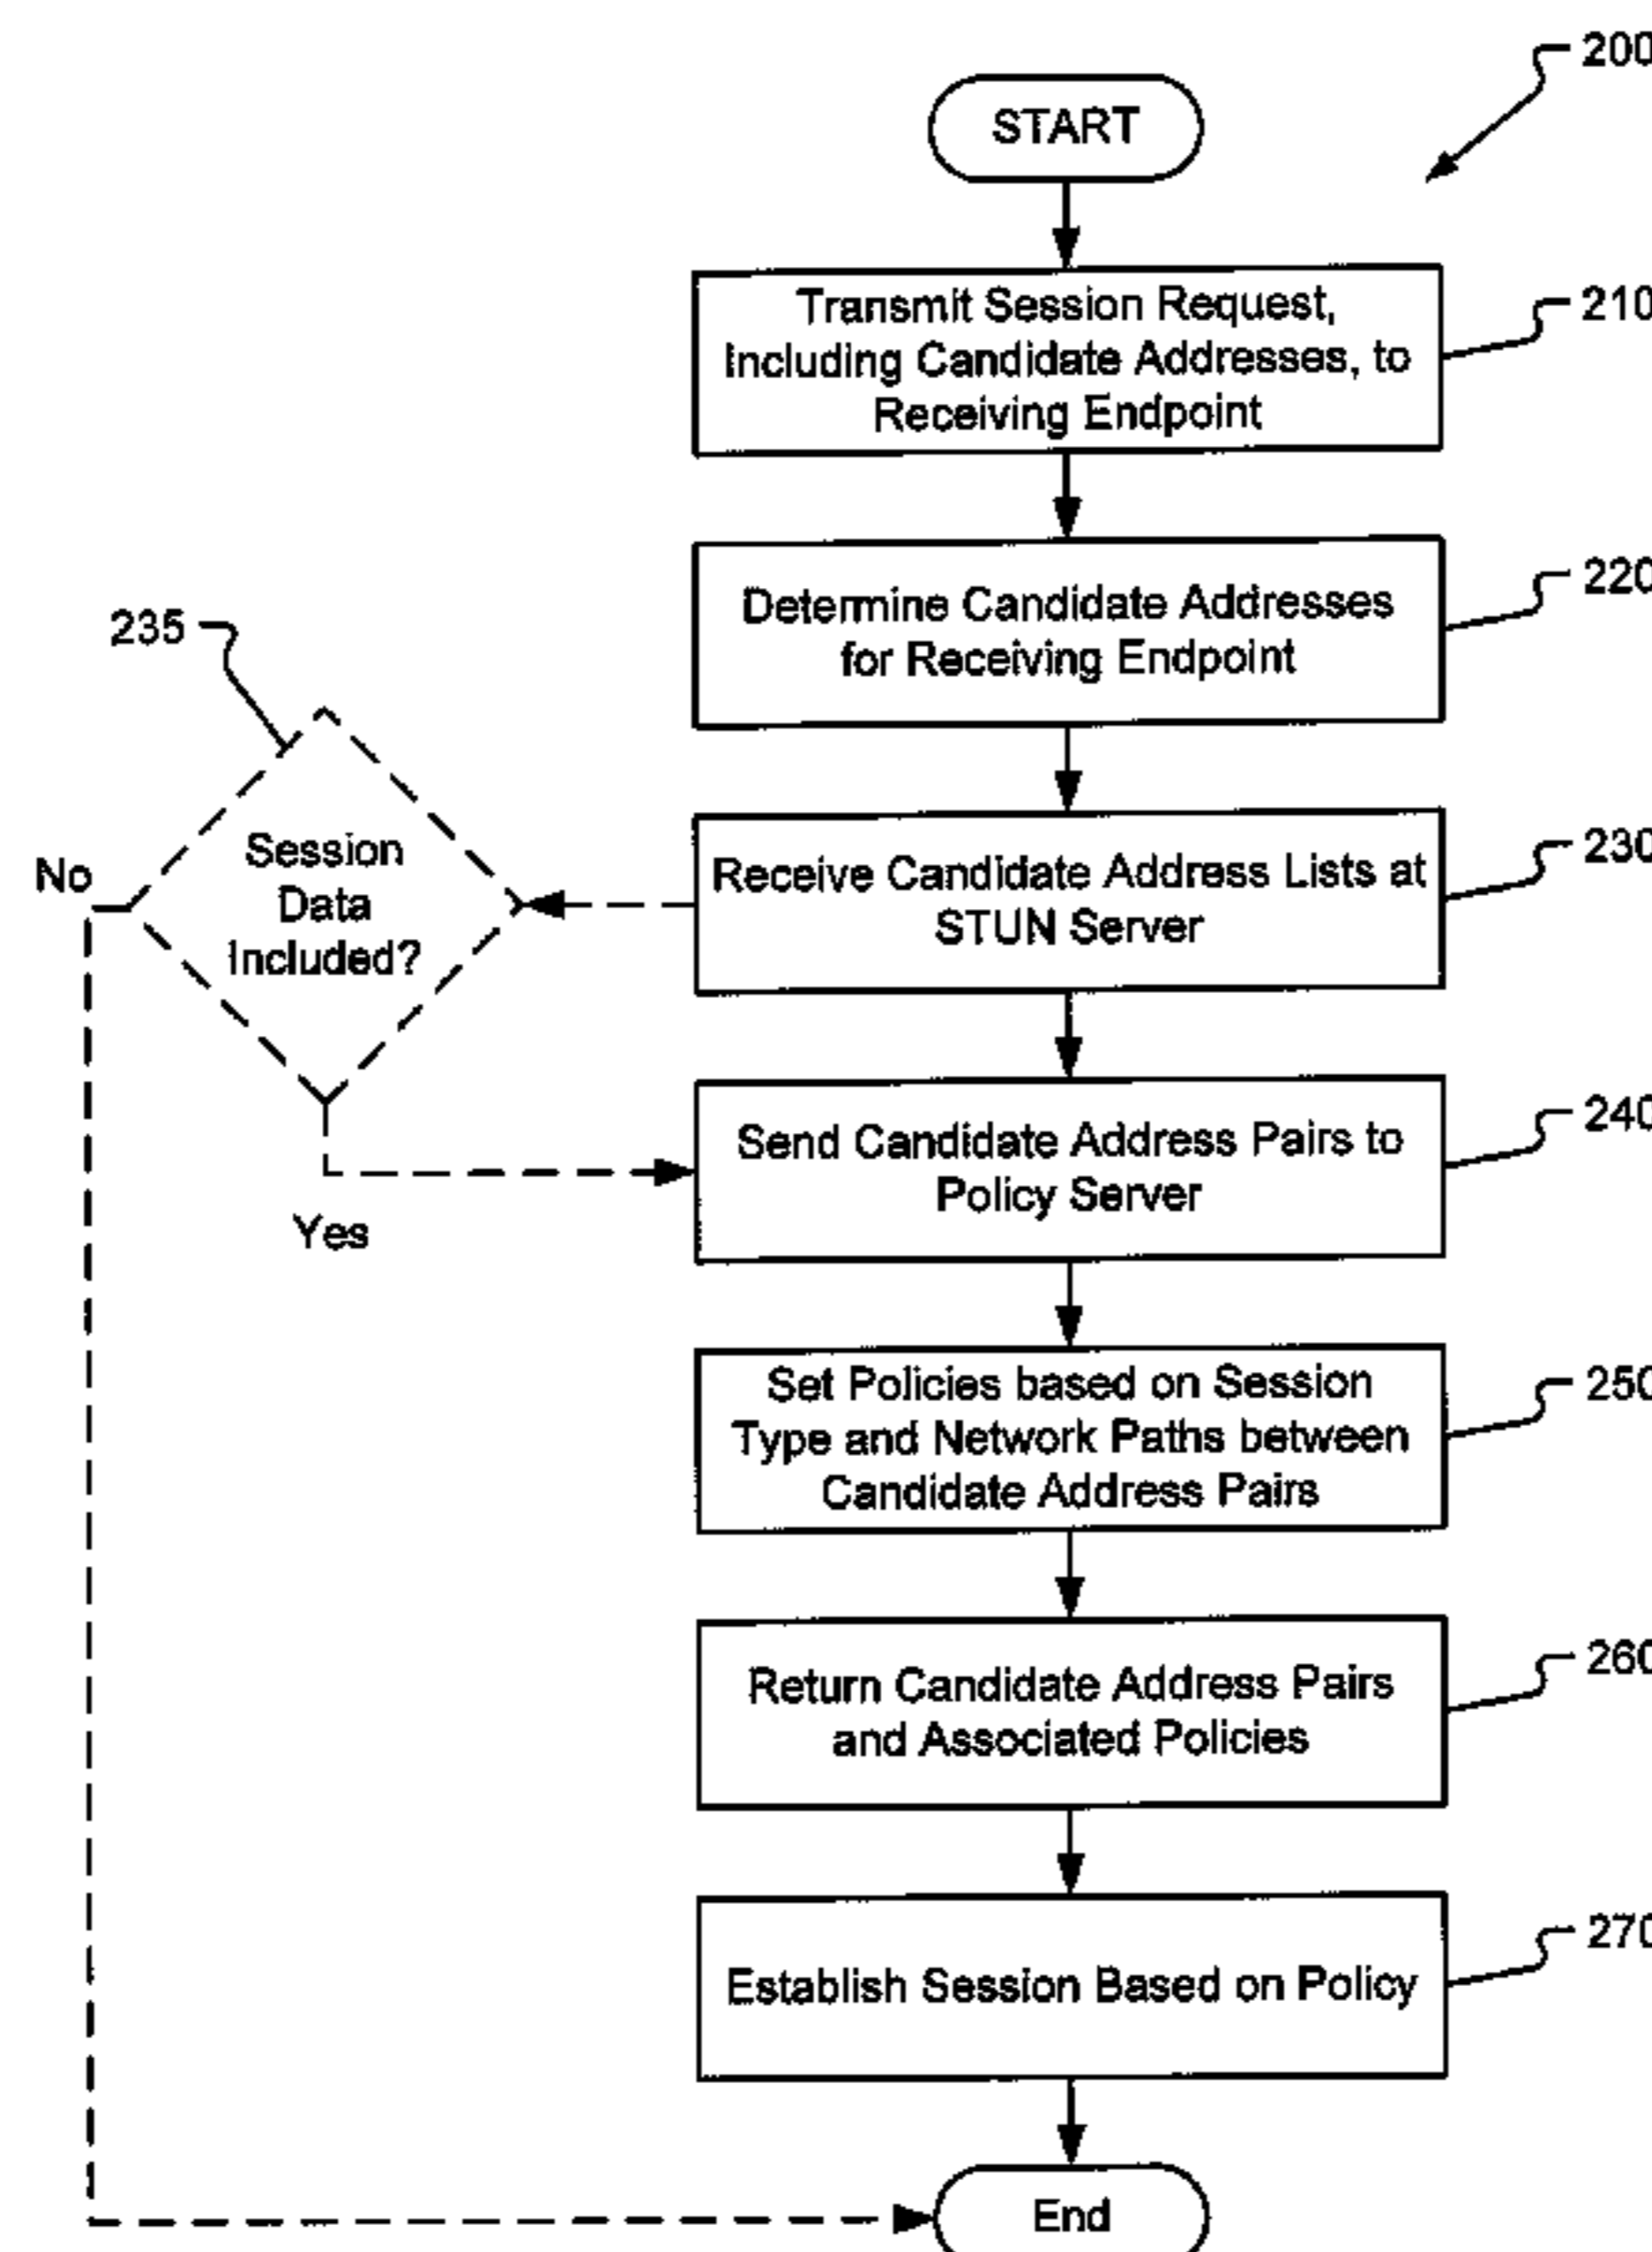 200
START
Transmit Session Request,
Including Candidate Addresses, to
Receiving Endpoint
210
Determine Candidate Addresses
for Receiving Endpoint
220
235
Receive Candidate Address Lists at
STUN Server
230
Session
Data
Included?
No
Yes
Send Candidate Address Pairs to
Policy Server
240
Set Policies based on Session
Type and Network Paths between
Candidate Address Pairs
250
Return Candidate Address Pairs
and Associated Policies
260
Establish Session Based on Policy
270
End